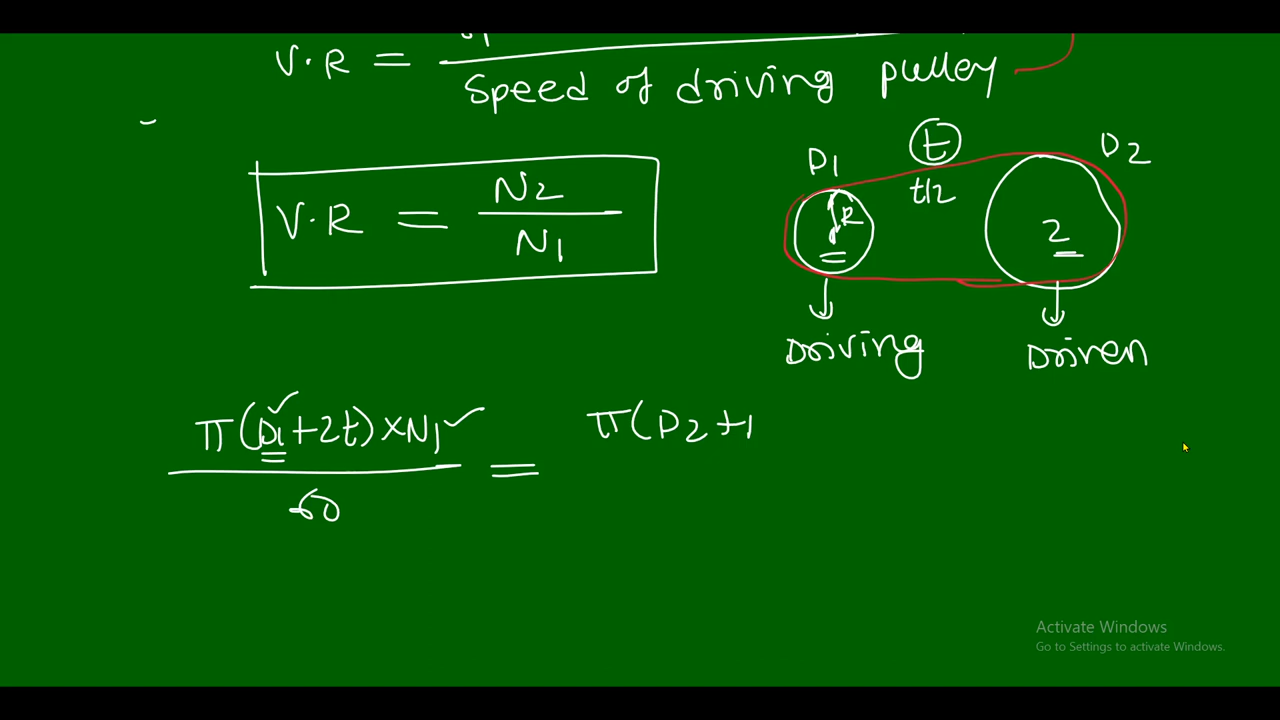 V.R =
Speed of driving pulley
V.R = N2 / N1
D1
t
D2
t/2
R
2
Driving
Driven
π(D1+2t)×N1 / 60 = π(D2+
Activate Windows
Go to Settings to activate Windows.